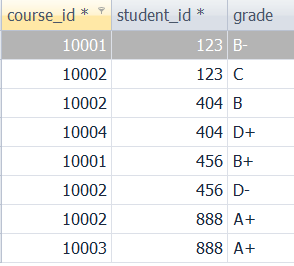 course_id * student_id * grade
10001 123 B-
10002 123 C
10002 404 B
10004 404 D+
10001 456 B+
10002 456 D-
10002 888 A+
10003 888 A+